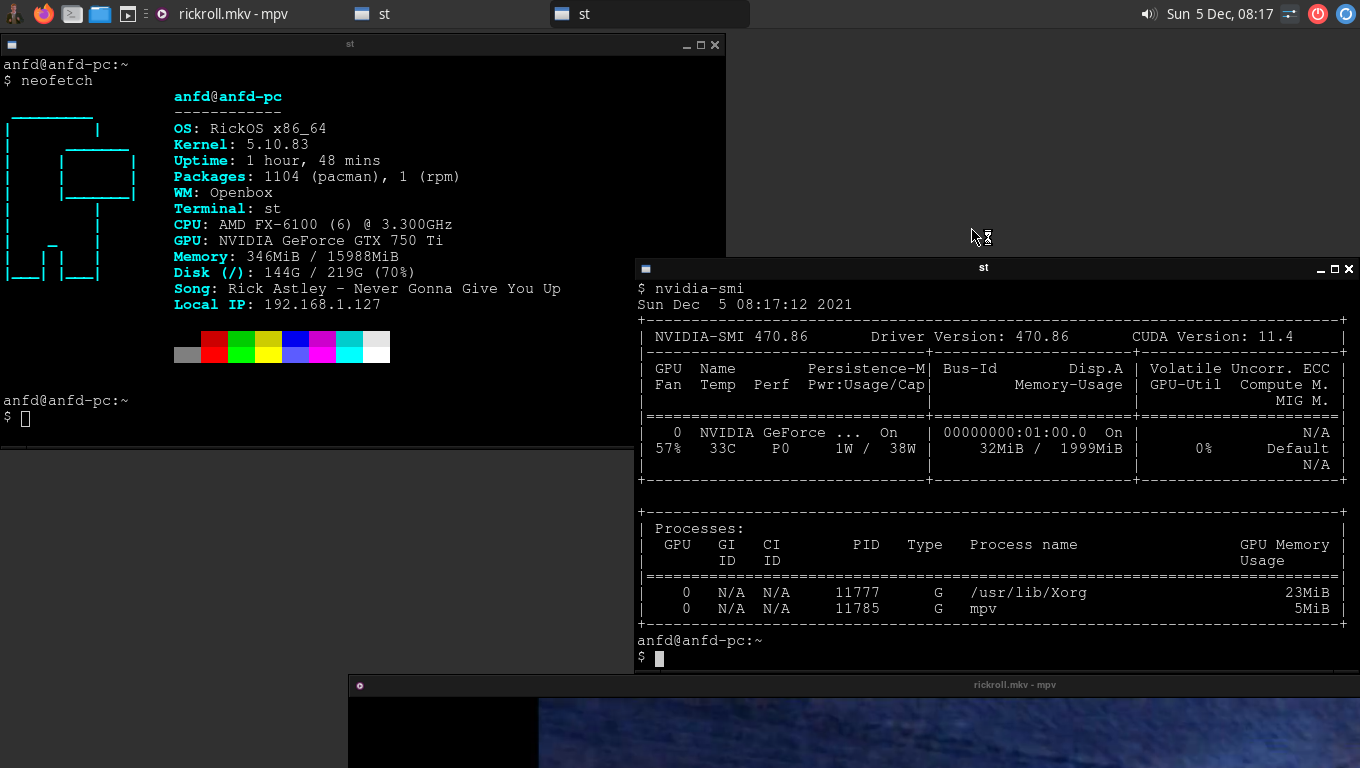 rickroll.mkv - mpv
st
st
Sun 5 Dec, 08:17
st
anfd@anfd-pc:~
$ neofetch
anfd@anfd-pc
------------
OS: RickOS x86_64
Kernel: 5.10.83
Uptime: 1 hour, 48 mins
Packages: 1104 (pacman), 1 (rpm)
WM: Openbox
Terminal: st
CPU: AMD FX-6100 (6) @ 3.300GHz
GPU: NVIDIA GeForce GTX 750 Ti
Memory: 346MiB / 15988MiB
Disk (/): 144G / 219G (70%)
Song: Rick Astley - Never Gonna Give You Up
Local IP: 192.168.1.127
anfd@anfd-pc:~
$
st
$ nvidia-smi
Sun Dec  5 08:17:12 2021
+-----------------------------------------------------------------------------+
| NVIDIA-SMI 470.86       Driver Version: 470.86       CUDA Version: 11.4     |
|-------------------------------+----------------------+----------------------+
| GPU  Name        Persistence-M| Bus-Id        Disp.A | Volatile Uncorr. ECC |
| Fan  Temp  Perf  Pwr:Usage/Cap|         Memory-Usage | GPU-Util  Compute M. |
|                               |                      |               MIG M. |
|===============================+======================+======================|
|   0  NVIDIA GeForce ...  On   | 00000000:01:00.0  On |                  N/A |
| 57%   33C    P0     1W /  38W |     32MiB /  1999MiB |      0%      Default |
|                               |                      |                  N/A |
+-------------------------------+----------------------+----------------------+
+-----------------------------------------------------------------------------+
| Processes:                                                                  |
|  GPU   GI   CI        PID   Type   Process name                  GPU Memory |
|        ID   ID                                                   Usage      |
|=============================================================================|
|    0   N/A  N/A     11777      G   /usr/lib/Xorg                      23MiB |
|    0   N/A  N/A     11785      G   mpv                                 5MiB |
+-----------------------------------------------------------------------------+
anfd@anfd-pc:~
$
rickroll.mkv - mpv